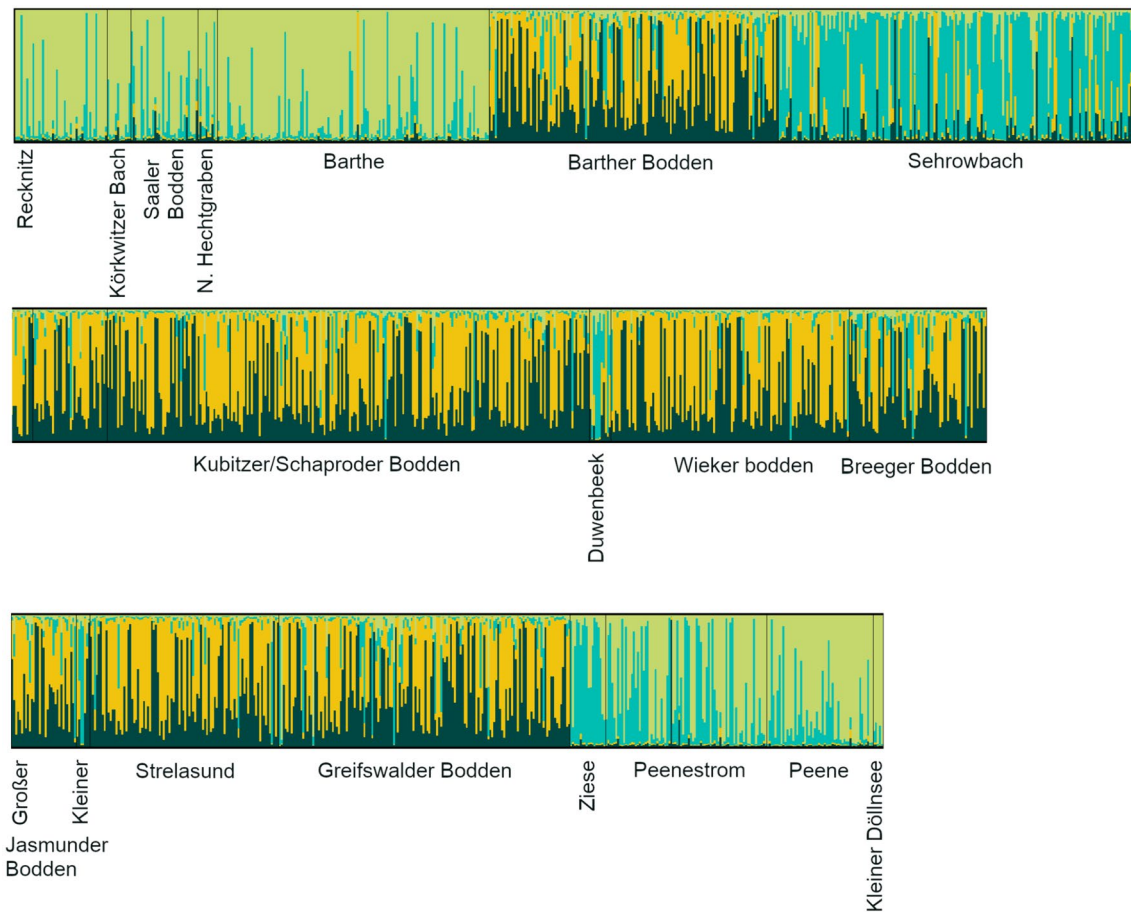 Recknitz
Körkwitzer Bach
Saaler
Bodden
N. Hechtgraben
Barthe
Barther Bodden
Sehrowbach
Kubitzer/Schaproder Bodden
Duwenbeek
Wieker bodden
Breeger Bodden
Großer
Kleiner
Jasmunder
Bodden
Strelasund
Greifswalder Bodden
Ziese
Peenestrom
Peene
Kleiner Döllnsee